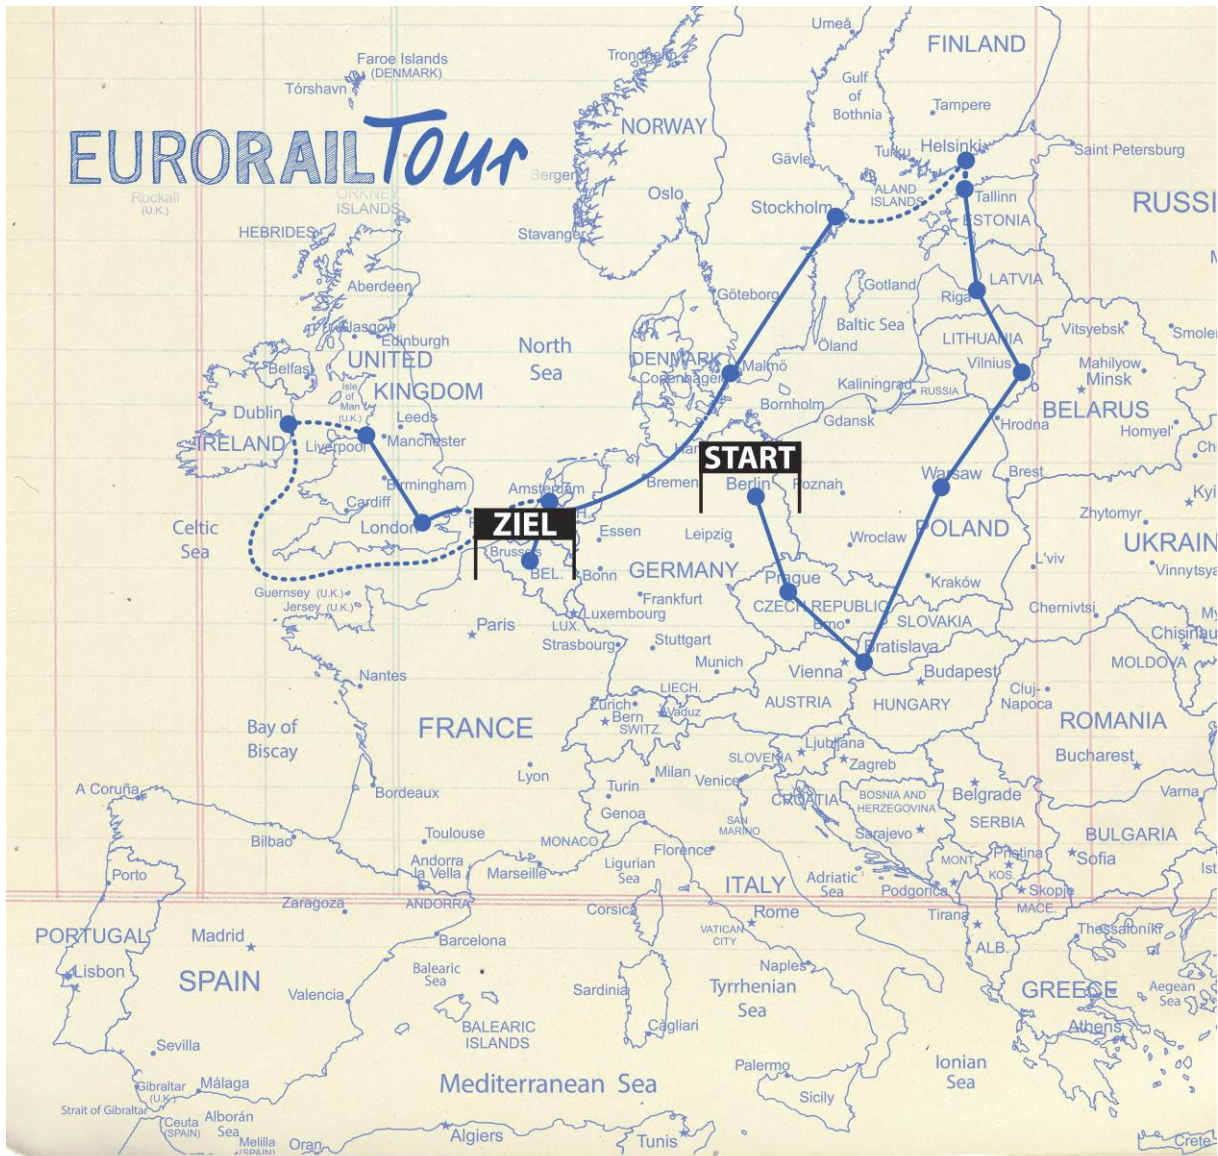 Umeå
FINLAND
Faroe Islands
(DENMARK)
Trondheim
Tórshavn
Gulf
of
Bothnia
Tampere
EURORAIL Tour
NORWAY
Helsinki
Turku
Saint Petersburg
Gävle
Bergen
Rockall
(U.K.)
ORKNEY
ISLANDS
Oslo
ALAND
ISLANDS
Tallinn
RUSSI
Stockholm
ESTONIA
HEBRIDES
Stavanger
Aberdeen
Göteborg
Gotland
Riga
LATVIA
Glasgow
Edinburgh
Baltic Sea
Vitsyebsk
Smolen
UNITED
KINGDOM
North
Sea
Öland
LITHUANIA
DENMARK
Belfast
Copenhagen
Malmö
Vilnius
Mahilyow
Minsk
Isle
of
Man
(U.K.)
Kaliningrad
RUSSIA
Bornholm
Gdansk
BELARUS
Dublin
Leeds
Hrodna
Homyel'
IRELAND
Liverpool
Manchester
START
Birmingham
Amsterdam
Bremen
Berlin
Poznań
Warsaw
Brest
Cardiff
London
ZIEL
Celtic
Sea
Essen
Leipzig
Wroclaw
POLAND
Zhytomyr
UKRAIN
Brussels
BEL.
Bonn
GERMANY
Prague
Kraków
L'viv
Vinnytsya
Guernsey (U.K.)
Jersey (U.K.)
Frankfurt
CZECH REPUBLIC
Chernivtsi
Paris
Luxembourg
LUX.
Brno
SLOVAKIA
Chisinau
Strasbourg
Stuttgart
Bratislava
Munich
Vienna
Budapest
MOLDOVA
Nantes
LIECH.
Zürich
Vaduz
AUSTRIA
HUNGARY
Cluj-
Napoca
Bern
SWITZ.
ROMANIA
Bay of
Biscay
FRANCE
Ljubljana
SLOVENIA
Zagreb
Bucharest
Lyon
Milan
Venice
Turin
A Coruña
Bordeaux
CROATIA
BOSNIA AND
HERZEGOVINA
Belgrade
Varna
Genoa
SAN
MARINO
SERBIA
Bilbao
Toulouse
MONACO
Sarajevo
BULGARIA
Florence
Pristina
Sofia
Andorra
la Vella
Marseille
Ligurian
Sea
MONT.
KOS.
Porto
ITALY
Adriatic
Sea
Podgorica
Skopje
Zaragoza
ANDORRA
Corsica
Rome
Tirana
MACE.
VATICAN
CITY
Thessaloniki
PORTUGAL
Madrid
Barcelona
ALB.
Lisbon
SPAIN
Balearic
Sea
Naples
Valencia
Sardinia
Tyrrhenian
Sea
GREECE
Aegean
Sea
Cagliari
Athens
BALEARIC
ISLANDS
Sevilla
Palermo
Ionian
Sea
Gibraltar
(U.K.)
Málaga
Mediterranean Sea
Sicily
Strait of Gibraltar
Alborán
Sea
Ceuta
(SPAIN)
Melilla
(SPAIN)
Oran
Algiers
Tunis
Crete